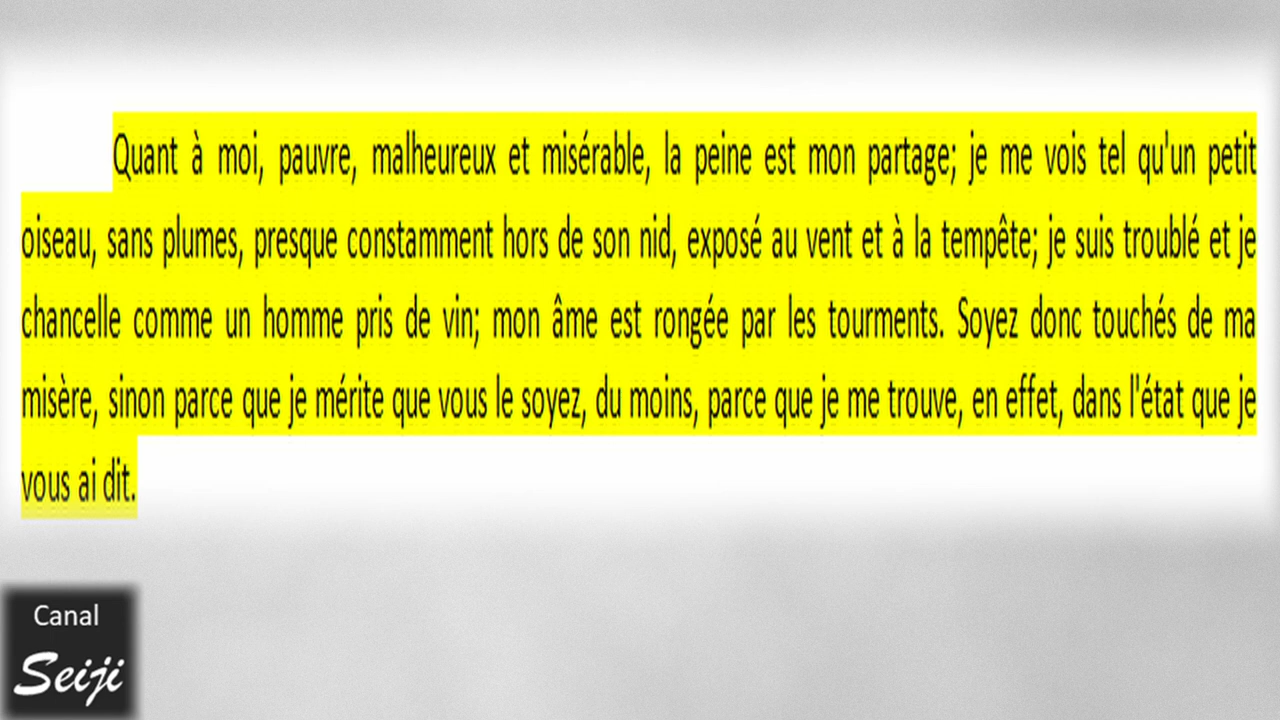 Quant à moi, pauvre, malheureux et misérable, la peine est mon partage; je me vois tel qu'un petit
oiseau, sans plumes, presque constamment hors de son nid, exposé au vent et à la tempête; je suis troublé et je
chancelle comme un homme pris de vin; mon âme est rongée par les tourments. Soyez donc touchés de ma
misère, sinon parce que je mérite que vous le soyez, du moins, parce que je me trouve, en effet, dans l'état que je
vous ai dit.
Canal
Seiji